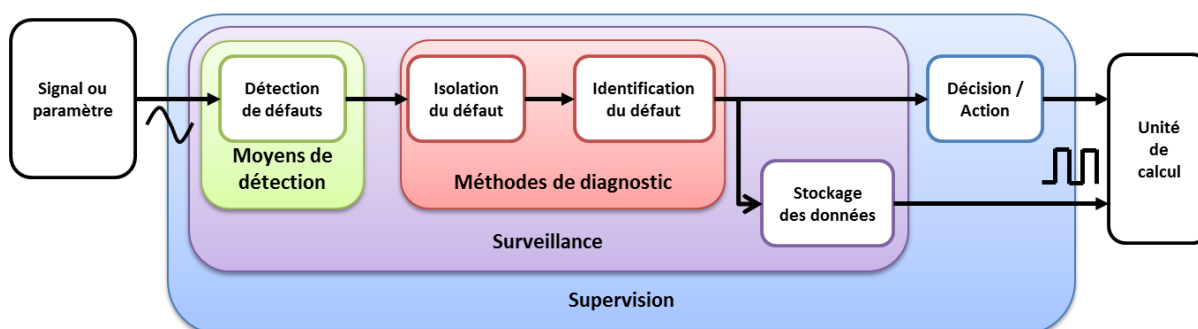 Signal ou
paramètre
Détection
de défauts
Moyens de
détection
Isolation
du défaut
Identification
du défaut
Méthodes de diagnostic
Stockage
des données
Surveillance
Décision /
Action
Supervision
Unité
de
calcul